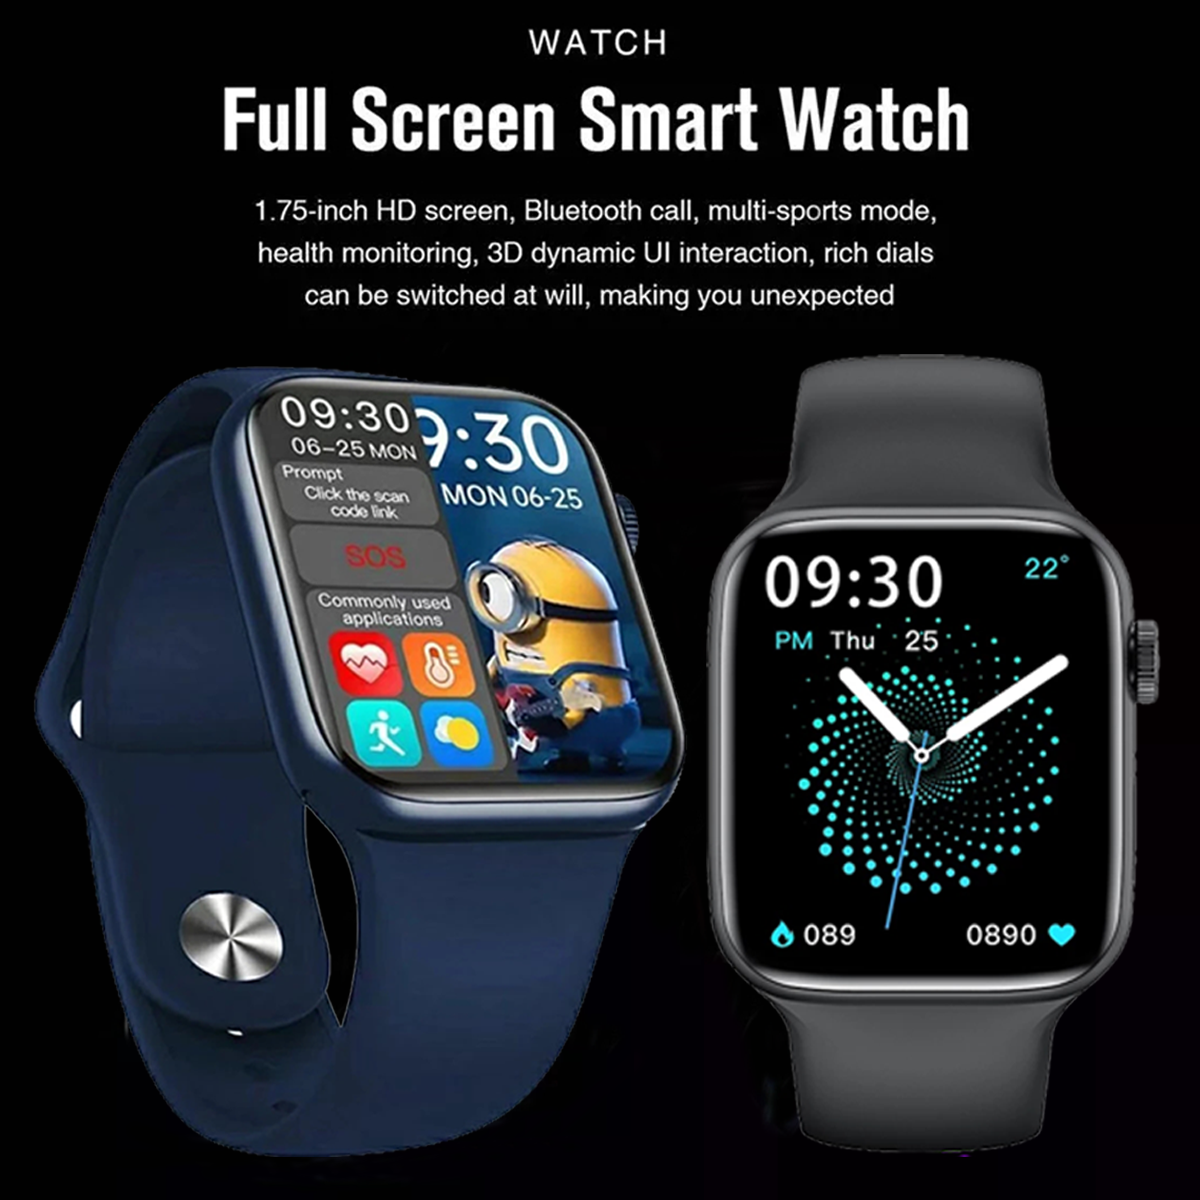 WATCH
Full Screen Smart Watch
1.75-inch HD screen, Bluetooth call, multi-sports mode,
health monitoring, 3D dynamic UI interaction, rich dials
can be switched at will, making you unexpected
09:30
06-25 MON
Prompt
Click the scan
code link
SOS
Commonly used
applications
9:30
MON 06-25
09:30
22°
PM Thu 25
089
0890